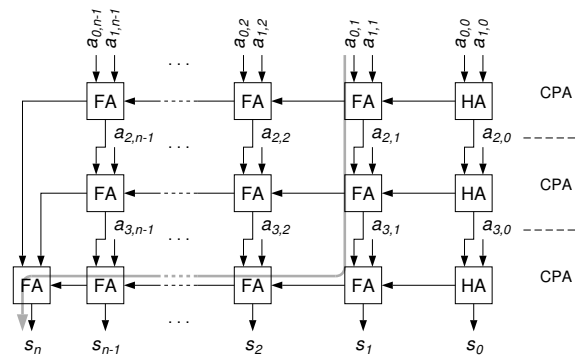 a0,n-1 a1,n-1 ... a0,2 a1,2 a0,1 a1,1 a0,0 a1,0
FA FA FA HA CPA
a2,n-1 ... a2,2 a2,1 a2,0
FA FA FA HA CPA
a3,n-1 ... a3,2 a3,1 a3,0
FA FA FA FA HA CPA
sn sn-1 ... s2 s1 s0